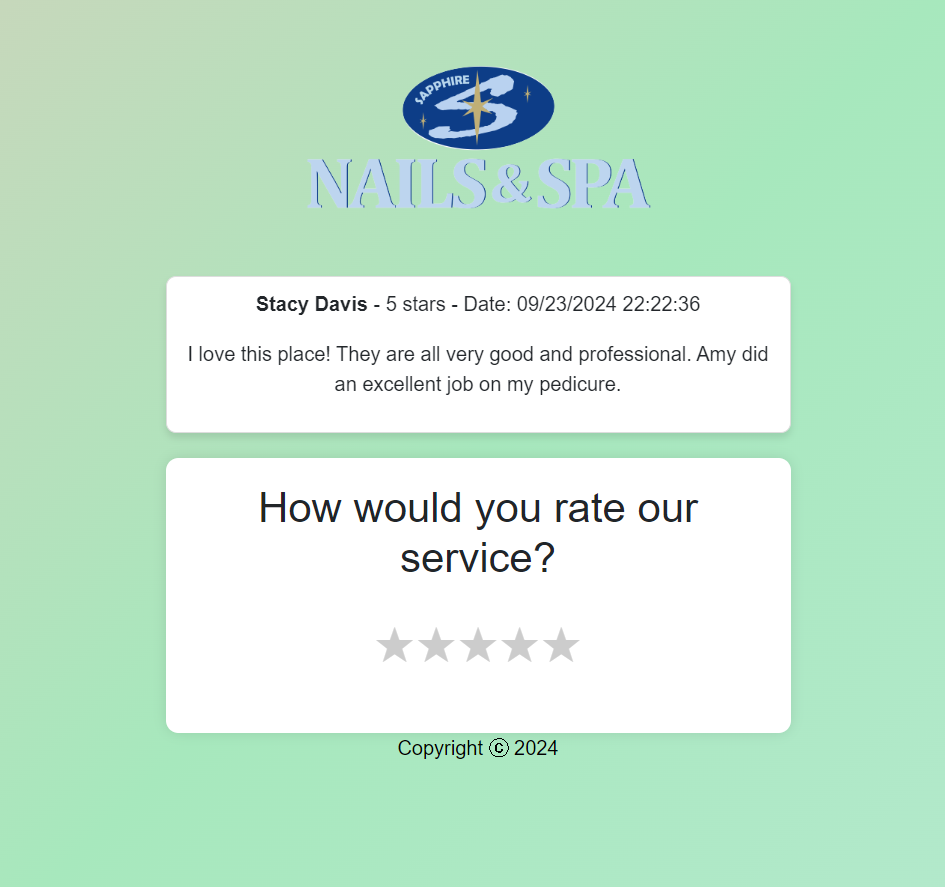 SAPPHIRE
S
NAILS & SPA
Stacy Davis - 5 stars - Date: 09/23/2024 22:22:36
I love this place! They are all very good and professional. Amy did
an excellent job on my pedicure.
How would you rate our
service?
Copyright ⓒ 2024